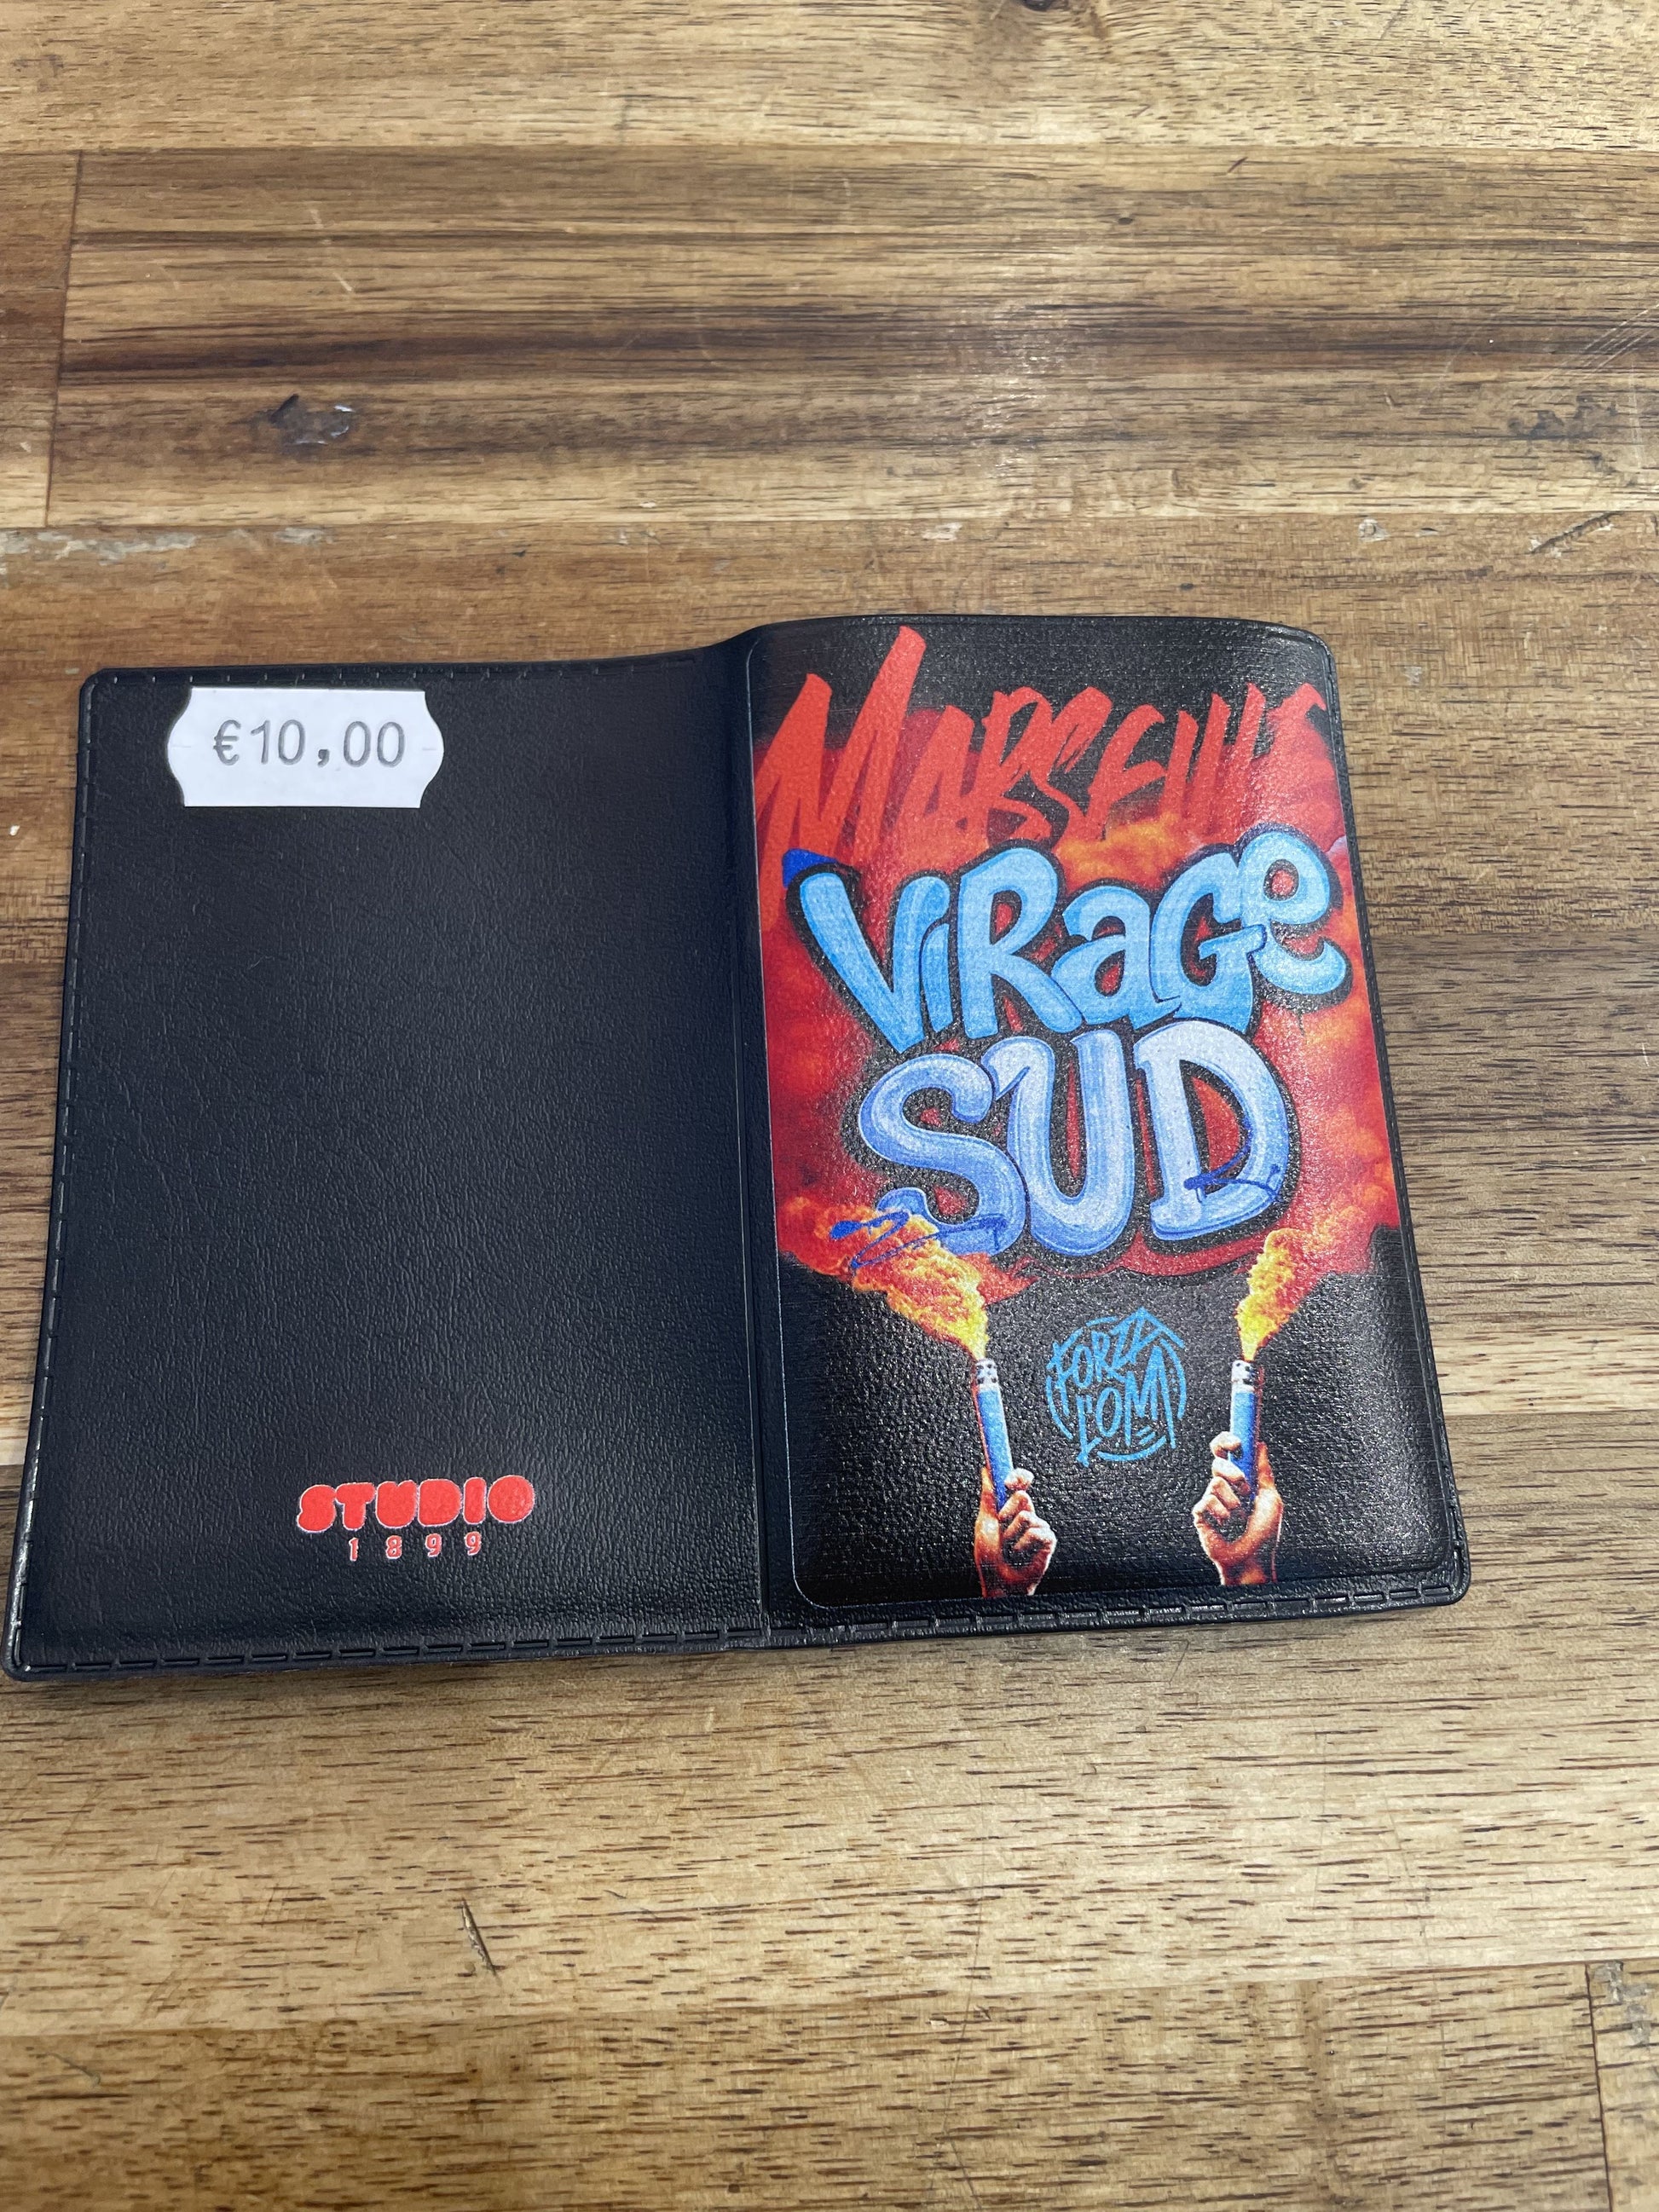 €10,00
STUDIO
1899
MARSEILLE
ViRaGe
SUD
FORZA
L'OM